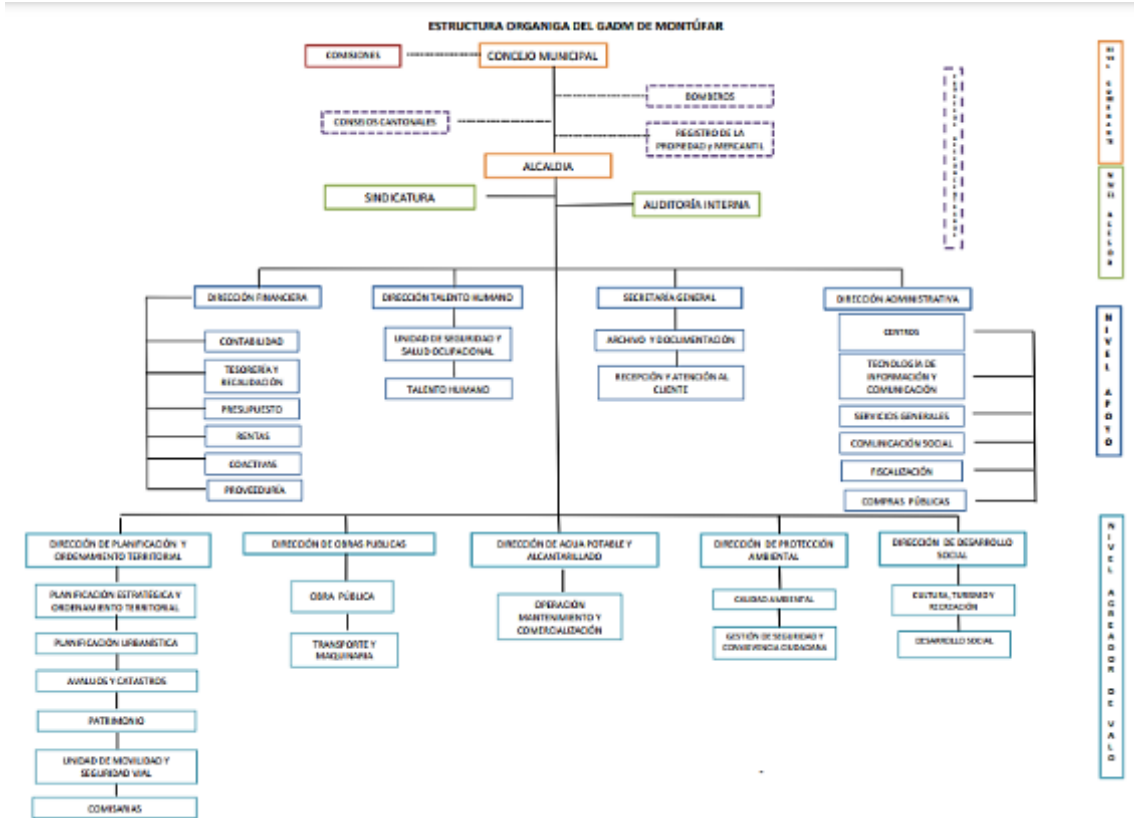 ESTRUCTURA ORGANIGA DEL GADM DE MONTÚFAR
COMISIONES
CONCEJO MUNICIPAL
BOMBEROS
CONSEJOS CANTONALES
REGISTRO DE LA
PROPIEDAD y MERCANTIL
ALCALDIA
SINDICATURA
AUDITORÍA INTERNA
DIRECCIÓN FINANCIERA
DIRECCIÓN TALENTO HUMANO
SECRETARÍA GENERAL
DIRECCIÓN ADMINISTRATIVA
CONTABILIDAD
TESORERÍA Y
RECAUDACIÓN
PRESUPUESTO
RENTAS
COACTIVAS
PROVEEDURÍA
UNIDAD DE SEGURIDAD Y
SALUD OCUPACIONAL
TALENTO HUMANO
ARCHIVO Y DOCUMENTACIÓN
RECEPCIÓN Y ATENCIÓN AL
CLIENTE
CENTROS
TECNOLOGÍA DE
INFORMACIÓN Y
COMUNICACIÓN
SERVICIOS GENERALES
COMUNICACIÓN SOCIAL
FISCALIZACIÓN
COMPRAS PÚBLICAS
NIVEL APOYO
DIRECCIÓN DE PLANIFICACIÓN Y
ORDENAMIENTO TERRITORIAL
DIRECCIÓN DE OBRAS PUBLICAS
DIRECCIÓN DE AGUA POTABLE Y
ALCANTARILLADO
DIRECCIÓN DE PROTECCIÓN
AMBIENTAL
DIRECCIÓN DE DESARROLLO
SOCIAL
PLANIFICACIÓN ESTRATÉGICA Y
ORDENAMIENTO TERRITORIAL
PLANIFICACIÓN URBANÍSTICA
AVALUOS Y CATASTROS
PATRIMONIO
UNIDAD DE MOVILIDAD Y
SEGURIDAD VIAL
COMISARIAS
OBRA PÚBLICA
TRANSPORTE Y
MAQUINARIA
OPERACIÓN
MANTENIMIENTO Y
COMERCIALIZACIÓN
CALIDAD AMBIENTAL
GESTIÓN DE SEGURIDAD Y
CONVIVENCIA CIUDADANA
CULTURA, TURISMO Y
RECREACIÓN
DESARROLLO SOCIAL
NIVEL AGREADOR DE VALO